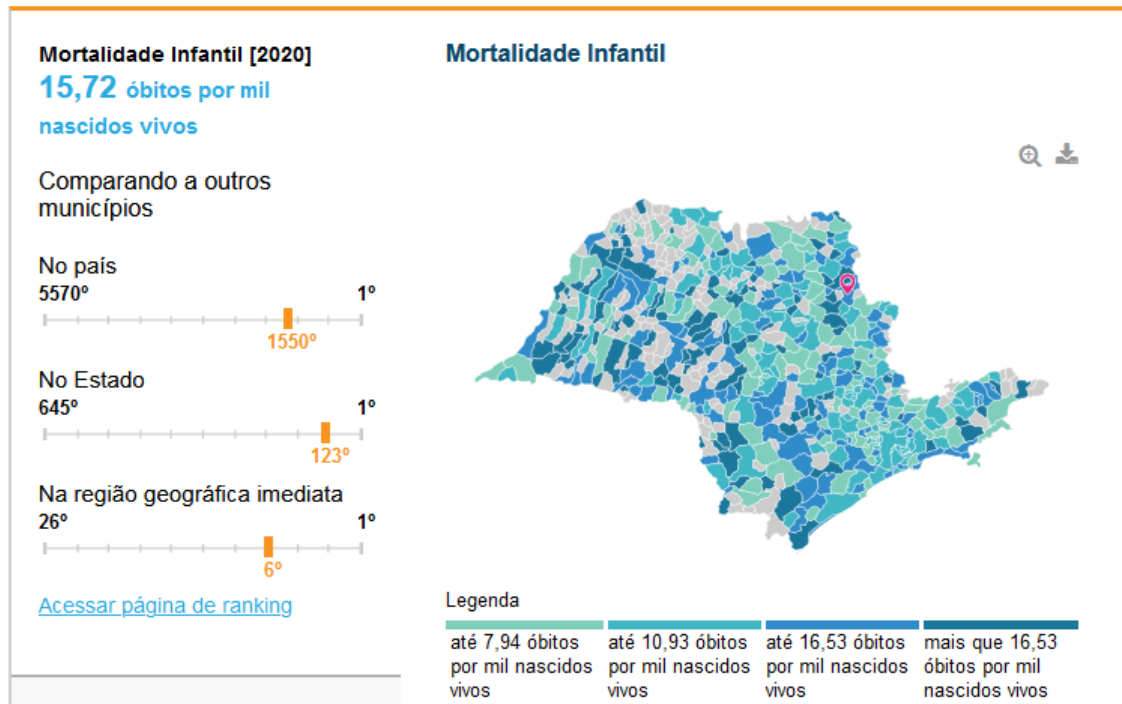 Mortalidade Infantil [2020]
15,72 óbitos por mil
nascidos vivos
Comparando a outros
municípios
No país
5570º 1º
1550º
No Estado
645º 1º
123º
Na região geográfica imediata
26º 1º
6º
Acessar página de ranking
Mortalidade Infantil
Legenda
até 7,94 óbitos
por mil nascidos
vivos
até 10,93 óbitos
por mil nascidos
vivos
até 16,53 óbitos
por mil nascidos
vivos
mais que 16,53
óbitos por mil
nascidos vivos